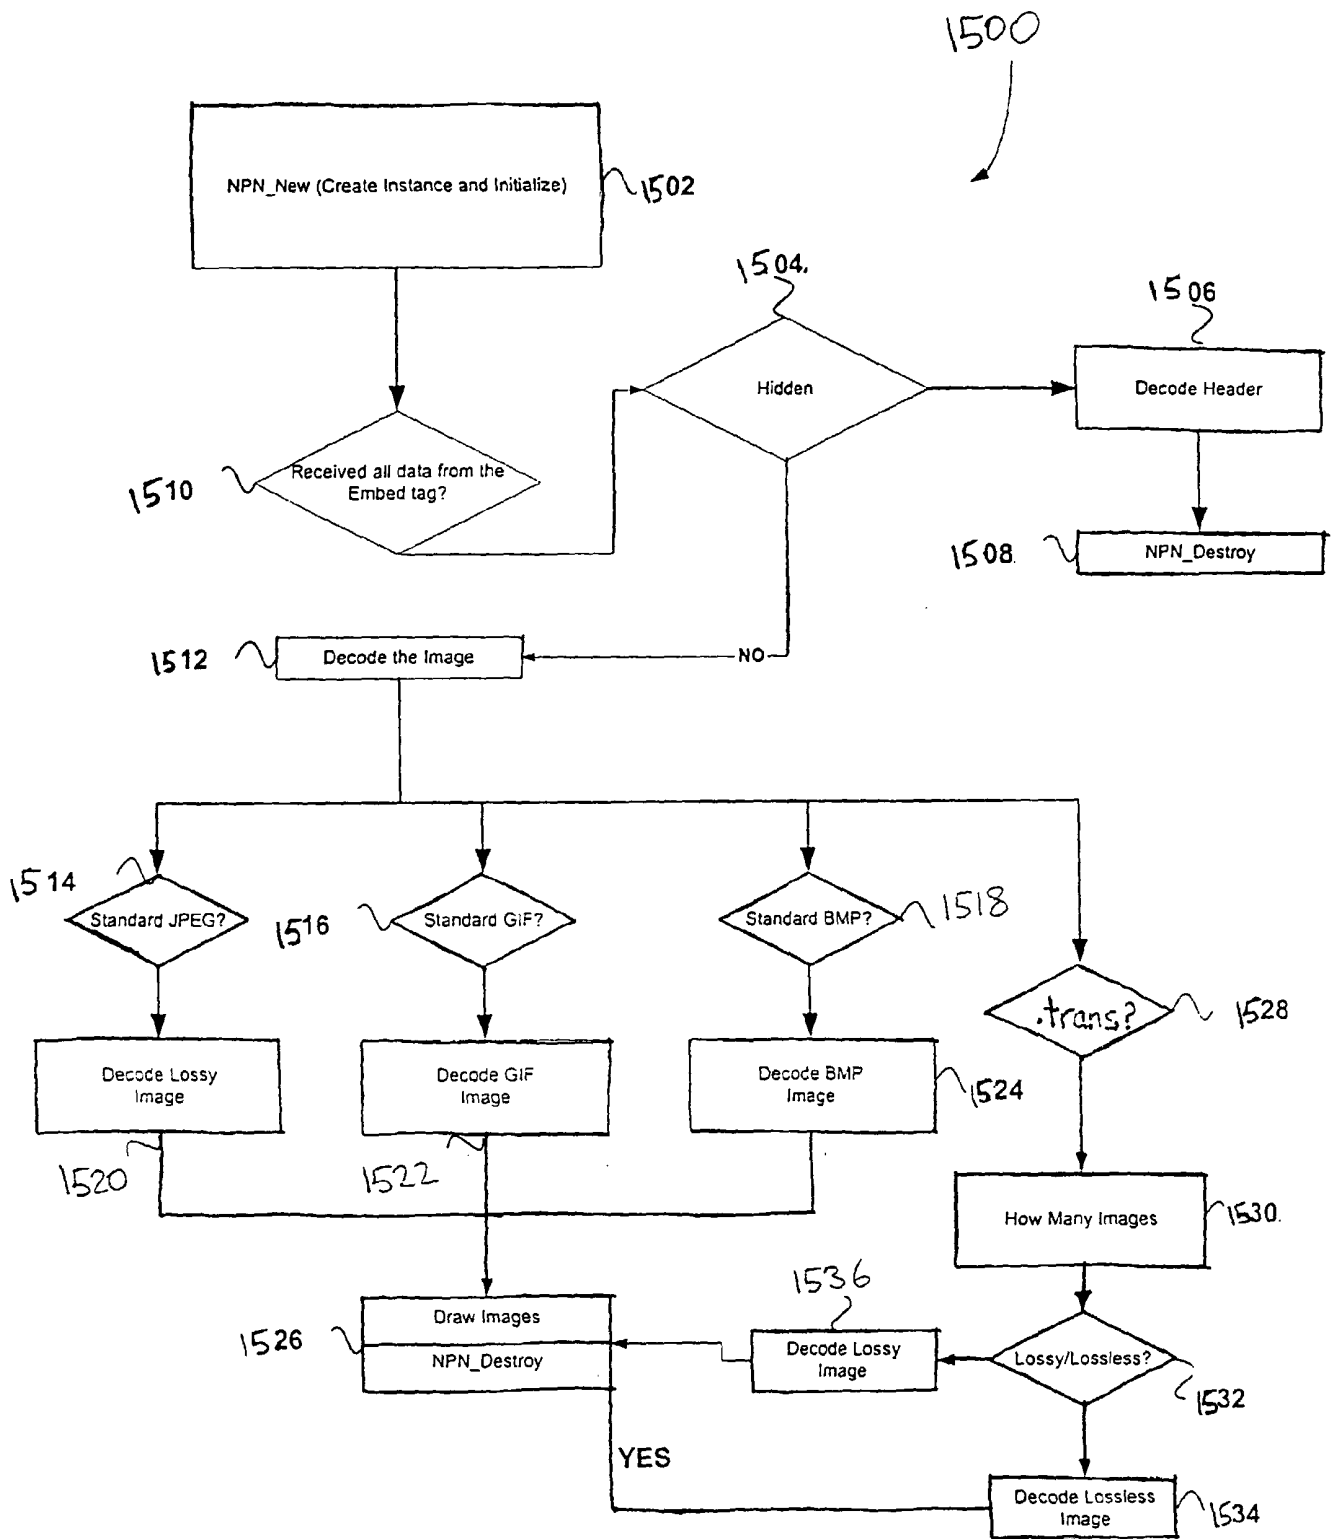 1500
NPN_New (Create Instance and Initialize)
1502
1504.
1506
Hidden
Decode Header
Received all data from the
Embed tag?
1510
1508
NPN_Destroy
1512
Decode the Image
NO
1514
Standard JPEG?
1516
Standard GIF?
Standard BMP?
1518
.trans?
1528
Decode Lossy
Image
Decode GIF
Image
Decode BMP
Image
1524
1520
1522
How Many Images
1530.
1536
Draw Images
1526
NPN_Destroy
Decode Lossy
Image
Lossy/Lossless?
1532
YES
Decode Lossless
Image
1534